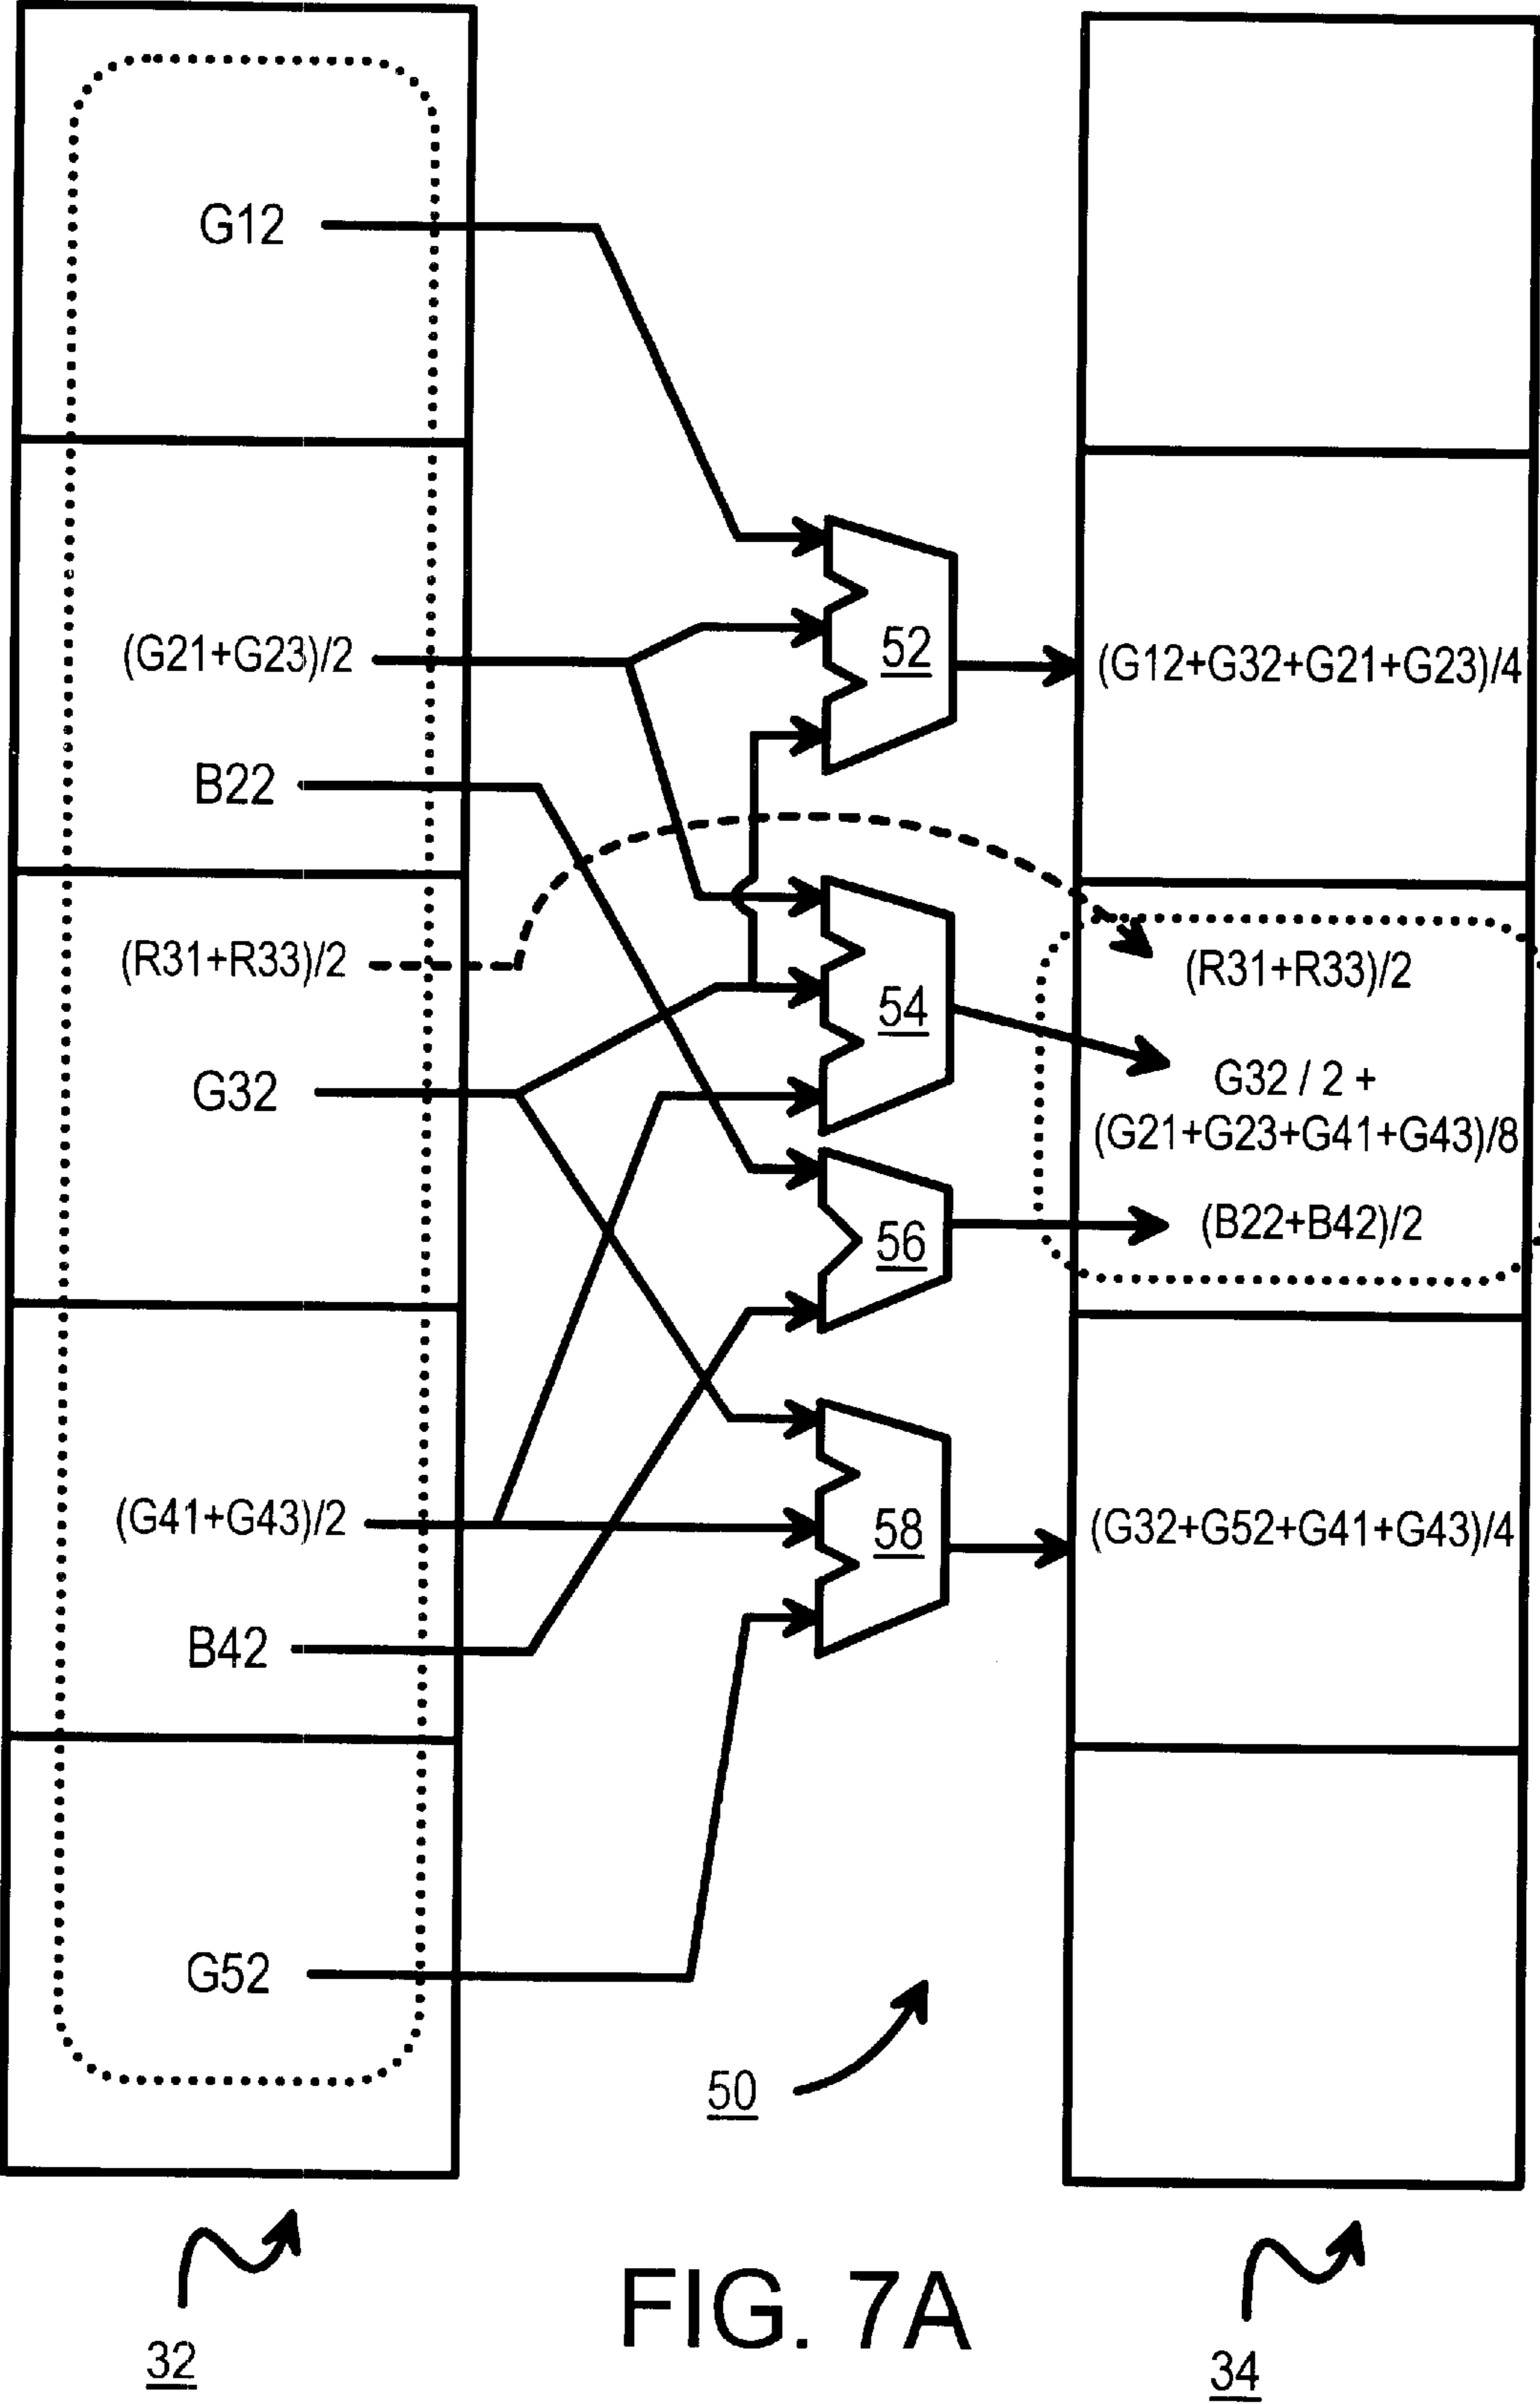 G12
(G21+G23)/2
52
(G12+G32+G21+G23)/4
B22
(R31+R33)/2
(R31+R33)/2
54
G32
G32 / 2 +
(G21+G23+G41+G43)/8
56
(B22+B42)/2
(G41+G43)/2
58
(G32+G52+G41+G43)/4
B42
G52
50
32
FIG. 7A
34